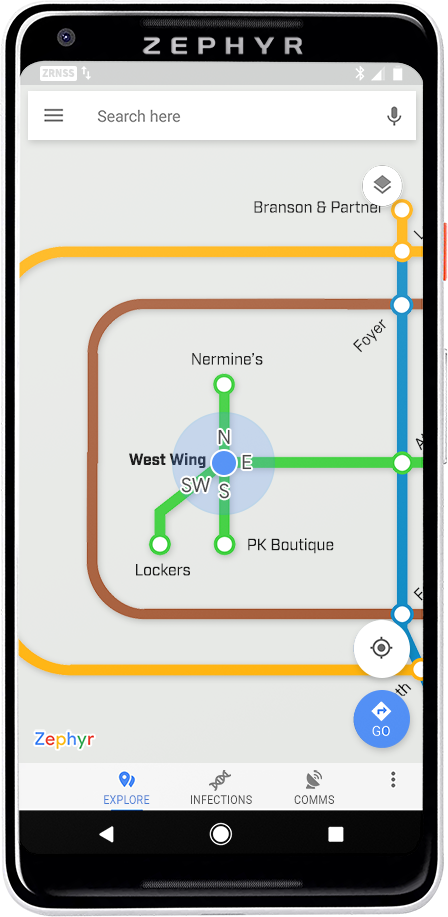 ZEPHYR
ZRNSS
Search here
Branson & Partner
Foyer
Nermine's
N
West Wing
E
SW
S
Lockers
PK Boutique
th
Zephyr
GO
EXPLORE
INFECTIONS
COMMS